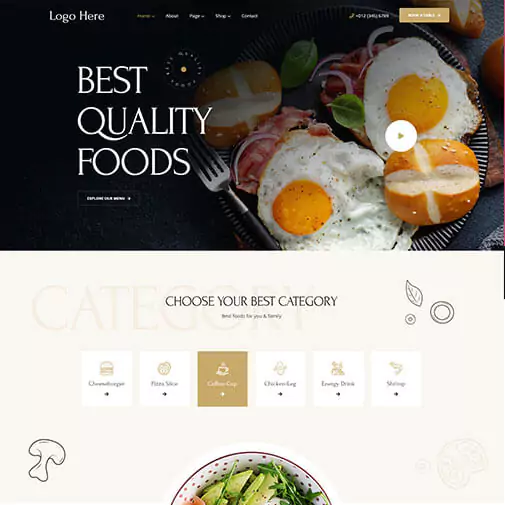 Logo Here
Home
About
Page
Shop
Contact
+012 (345) 6789
BOOK A TABLE
BEST
QUALITY
FOODS
EXPLORE OUR MENU
CATEGORY
CHOOSE YOUR BEST CATEGORY
Best foods for you & family
Cheeseburger
Pizza Slice
Coffee-Cup
Chicken-Leg
Energy Drink
Shrimp